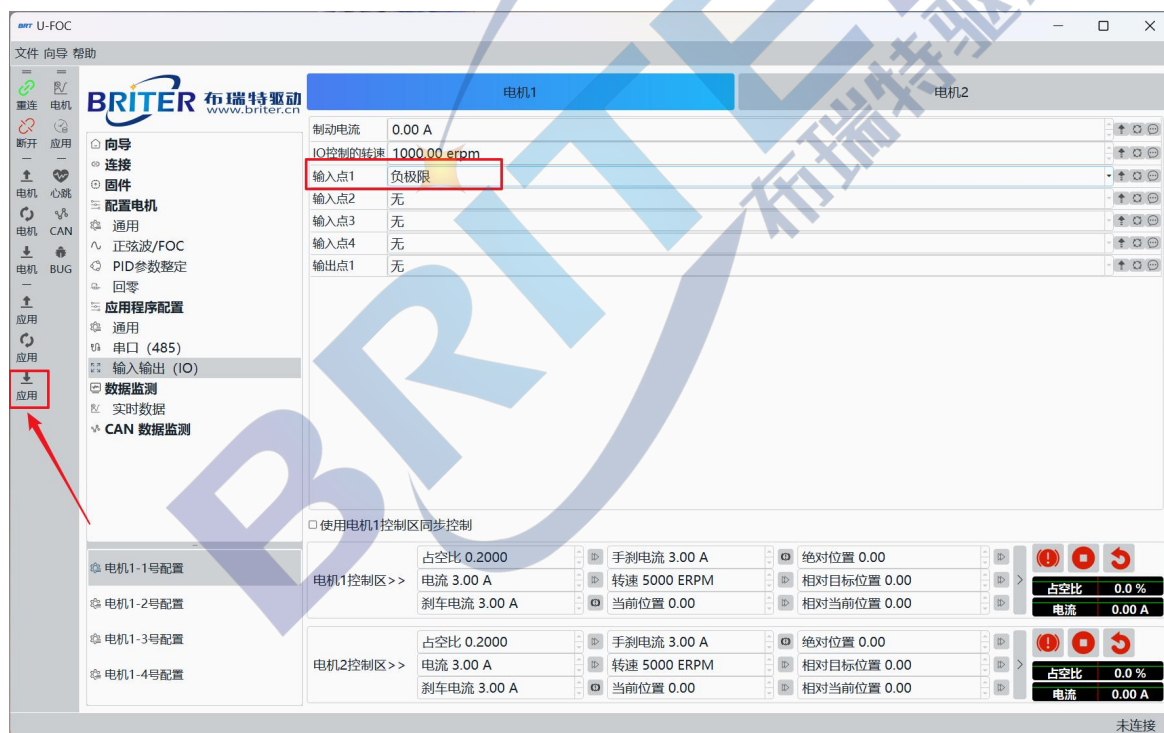 BRT U-FOC
文件 向导 帮助
重连 电机
断开 应用
电机 心跳
电机 CAN
电机 BUG
应用
应用
应用
BRITER 布瑞特驱动
www.briter.cn
向导
连接
固件
配置电机
通用
正弦波/FOC
PID参数整定
回零
应用程序配置
通用
串口（485）
输入输出（IO）
数据监测
实时数据
CAN 数据监测
电机1-1号配置
电机1-2号配置
电机1-3号配置
电机1-4号配置
电机1 电机2
制动电流 0.00 A
IO控制的转速 1000.00 erpm
输入点1 负极限
输入点2 无
输入点3 无
输入点4 无
输出点1 无
使用电机1控制区同步控制
电机1控制区>>
占空比 0.2000 手刹电流 3.00 A 绝对位置 0.00
电流 3.00 A 转速 5000 ERPM 相对目标位置 0.00
刹车电流 3.00 A 当前位置 0.00 相对当前位置 0.00
占空比 0.0 %
电流 0.00 A
电机2控制区>>
占空比 0.2000 手刹电流 3.00 A 绝对位置 0.00
电流 3.00 A 转速 5000 ERPM 相对目标位置 0.00
刹车电流 3.00 A 当前位置 0.00 相对当前位置 0.00
占空比 0.0 %
电流 0.00 A
未连接
BRITE
布瑞特驱